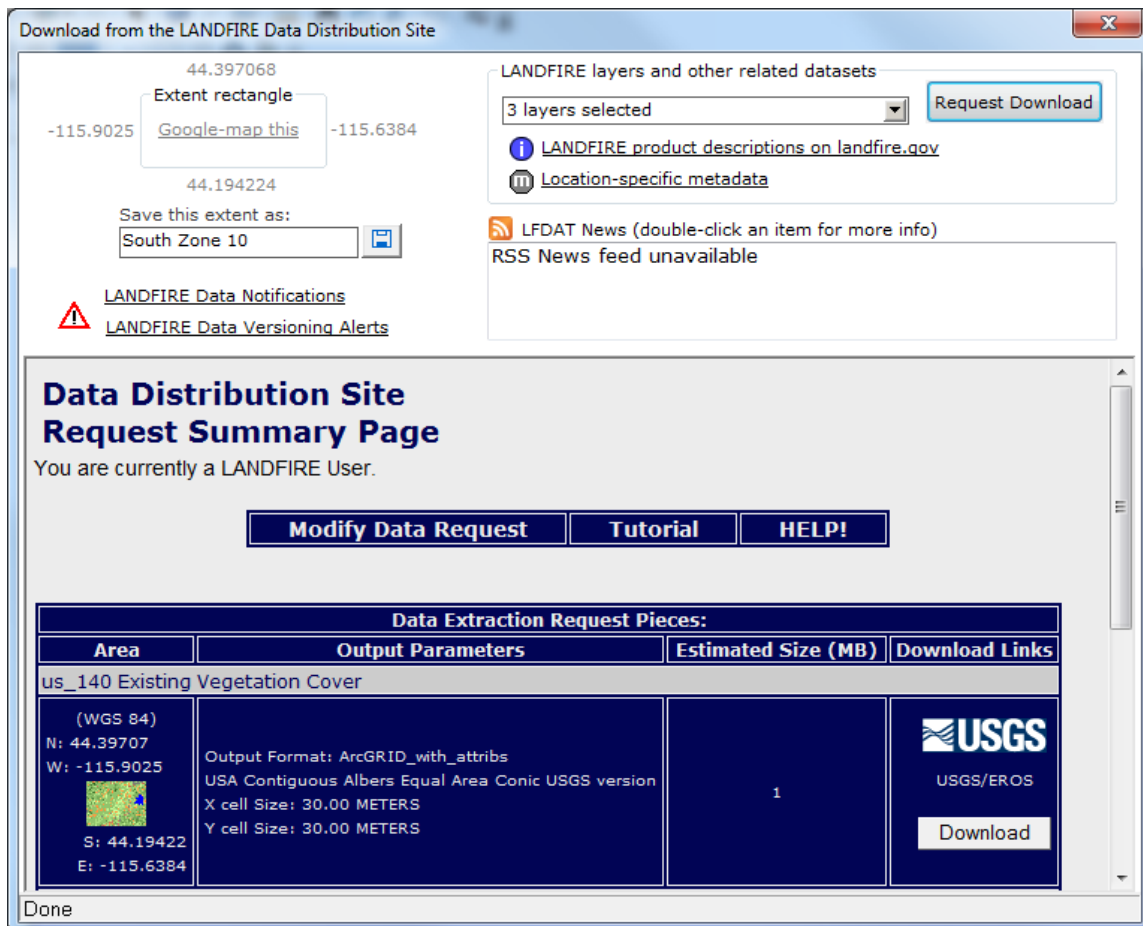 Download from the LANDFIRE Data Distribution Site
X
44.397068
Extent rectangle
-115.9025
Google-map this
-115.6384
44.194224
Save this extent as:
South Zone 10
LANDFIRE Data Notifications
LANDFIRE Data Versioning Alerts
LANDFIRE layers and other related datasets
3 layers selected
Request Download
i
LANDFIRE product descriptions on landfire.gov
m
Location-specific metadata
LFDAT News (double-click an item for more info)
RSS News feed unavailable
Data Distribution Site
Request Summary Page
You are currently a LANDFIRE User.
Modify Data Request
Tutorial
HELP!
Data Extraction Request Pieces:
Area
Output Parameters
Estimated Size (MB)
Download Links
us_140 Existing Vegetation Cover
(WGS 84)
N: 44.39707
W: -115.9025
S: 44.19422
E: -115.6384
Output Format: ArcGRID_with_attribs
USA Contiguous Albers Equal Area Conic USGS version
X cell Size: 30.00 METERS
Y cell Size: 30.00 METERS
1
USGS
USGS/EROS
Download
Done